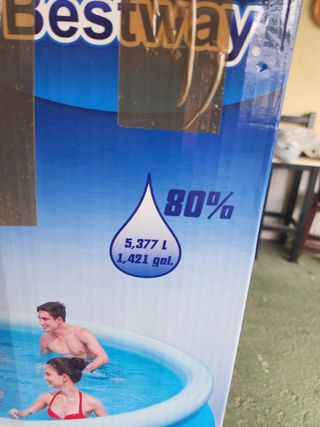 Bestway®
80%
5,377 L
1,421 gal.